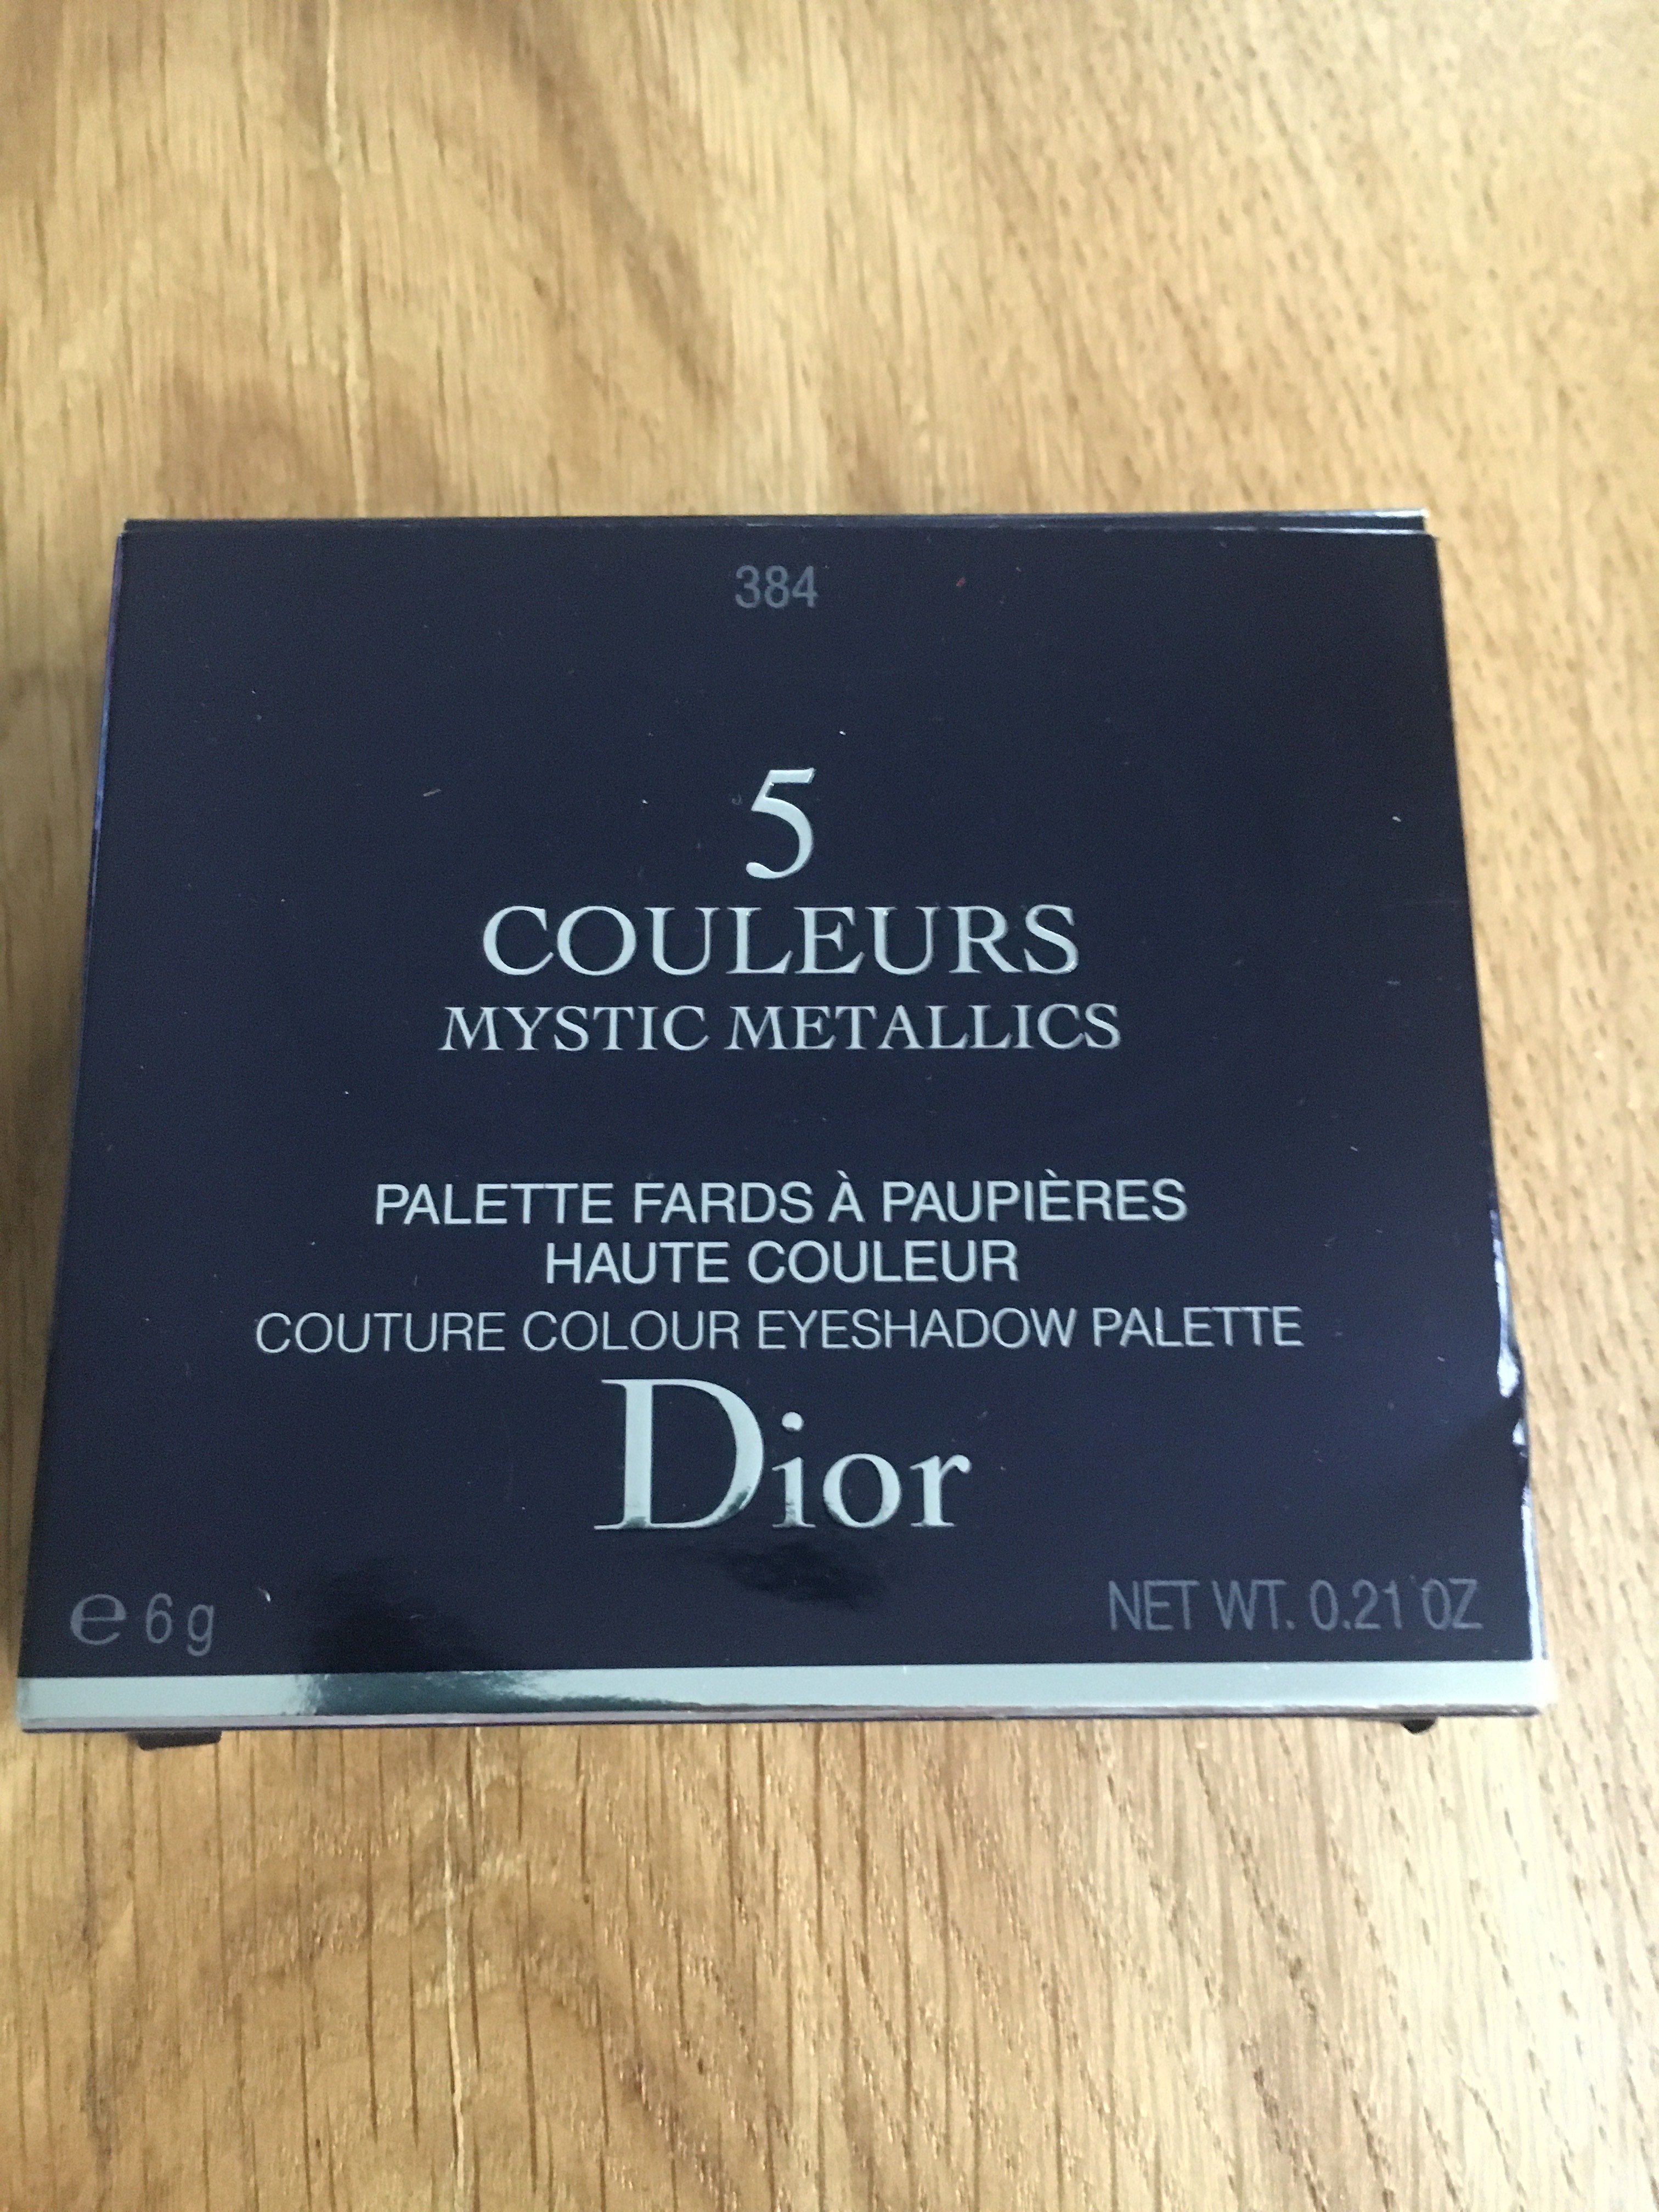 384
5
COULEURS
MYSTIC METALLICS
PALETTE FARDS À PAUPIÈRES
HAUTE COULEUR
COUTURE COLOUR EYESHADOW PALETTE
Dior
℮ 6 g NET WT. 0.21 OZ